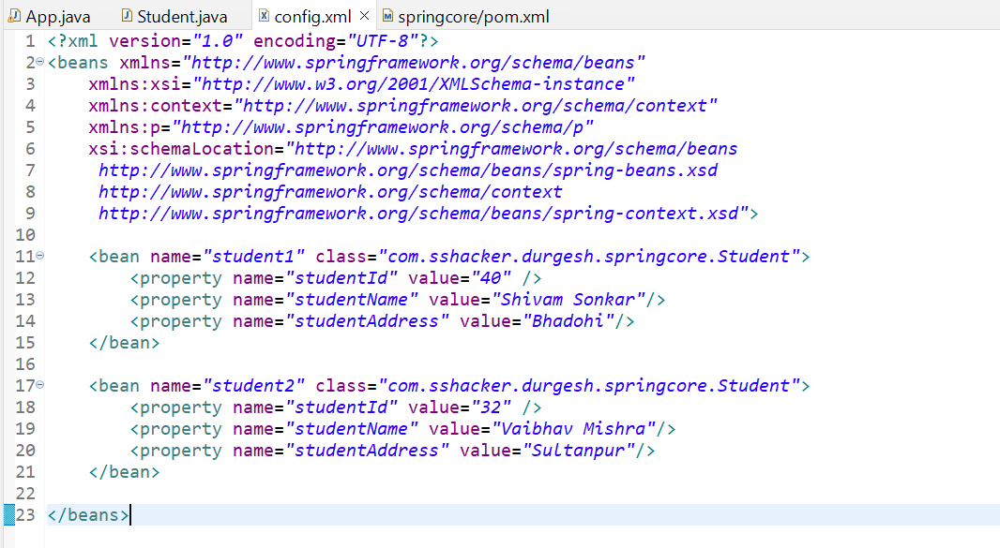 App.java Student.java config.xml springcore/pom.xml
1 <?xml version="1.0" encoding="UTF-8"?>
2 <beans xmlns="http://www.springframework.org/schema/beans"
3 xmlns:xsi="http://www.w3.org/2001/XMLSchema-instance"
4 xmlns:context="http://www.springframework.org/schema/context"
5 xmlns:p="http://www.springframework.org/schema/p"
6 xsi:schemaLocation="http://www.springframework.org/schema/beans
7 http://www.springframework.org/schema/beans/spring-beans.xsd
8 http://www.springframework.org/schema/context
9 http://www.springframework.org/schema/beans/spring-context.xsd">
10
11 <bean name="student1" class="com.sshacker.durgesh.springcore.Student">
12 <property name="studentId" value="40" />
13 <property name="studentName" value="Shivam Sonkar"/>
14 <property name="studentAddress" value="Bhadohi"/>
15 </bean>
16
17 <bean name="student2" class="com.sshacker.durgesh.springcore.Student">
18 <property name="studentId" value="32" />
19 <property name="studentName" value="Vaibhav Mishra"/>
20 <property name="studentAddress" value="Sultanpur"/>
21 </bean>
22
23 </beans>